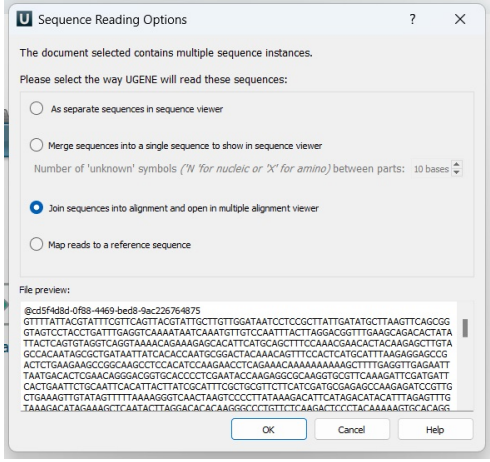 U Sequence Reading Options ? X
The document selected contains multiple sequence instances.
Please select the way UGENE will read these sequences:
As separate sequences in sequence viewer
Merge sequences into a single sequence to show in sequence viewer
Number of 'unknown' symbols ('N 'for nucleic or 'X' for amino) between parts: 10 bases
Join sequences into alignment and open in multiple alignment viewer
Map reads to a reference sequence
File preview:
@cd5f4d8d-0f88-4469-bed8-9ac226764875
GTTTTATTACGTATTTCGTTCAGTTACGTATTGCTTGTTGGATAATCCTCCGCTTATTGATATGCTTAAGTTCAGCGG
GTAGTCCTACCTGATTTGAGGTCAAAATAATCAAATGTTGTCCAATTTACTTAGGACGGTTTGAAGCAGACACTATA
TTACTCAGTGTAGGTCAGGTAAAACAGAAAGAGCACATTCATGCAGCTTTCCAAACGAACACTACAAGAGCTTGTA
GCCACAATAGCGCTGATAATTATCACACCAATGCGGACTACAAACAGTTTCCACTCATGCATTTAAGAGGAGCCG
ACTCTGAAGAAGCCGGCAAGCCTCCACATCCAAGAACCTCAGAAACAAAAAAAAAAGCTTTTGAGGTTGAGAATT
TAATGACACTCGAACAGGGACGGTGCACCCCTCGAATACCAAGAGGCGCAAGGTGCGTTCAAAGATTCGATGATT
CACTGAATTCTGCAATTCACATTACTTATCGCATTTCGCTGCGTTCTTCATCGATGCGAGAGCCAAGAGATCCGTTG
CTGAAAGTTGTATAGTTTTTAAAAGGGTCAACTAAGTCCCCTTATAAAGACATTCATAGACATACATTTAGAGTTTG
TAAAGACATAGAAAGCTCAATACTTAGGACACACAAGGGCCCTGTTCTCAAGACTCCCTACAAAAAGTGCACAGG
OK Cancel Help